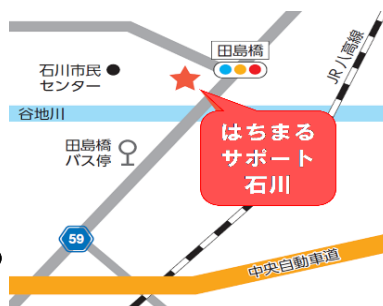 田島橋
JR 八高線
石川市民
センター
谷地川
はちまる
サポート
石川
田島橋
バス停
59
中央自動車道